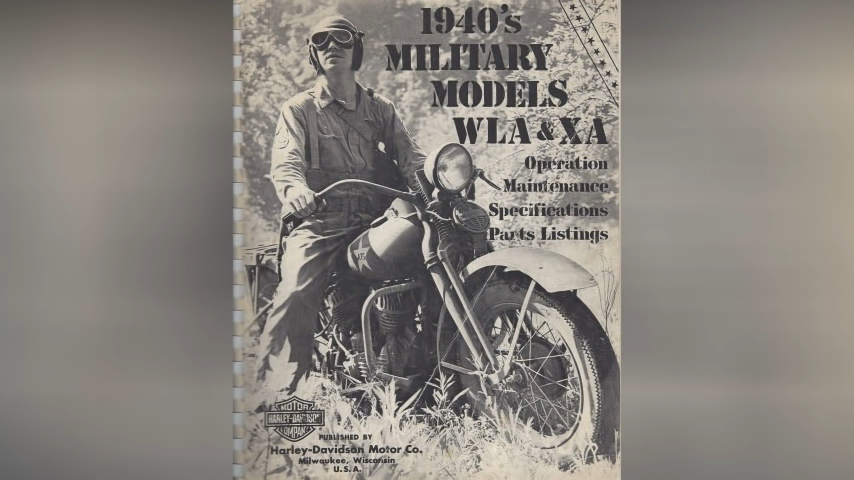 1940's
MILITARY
MODELS
WLA & XA
Operation
Maintenance
Specifications
Parts Listings
MOTOR
HARLEY-DAVIDSON
COMPANY
PUBLISHED BY
Harley-Davidson Motor Co.
Milwaukee, Wisconsin
U.S.A.